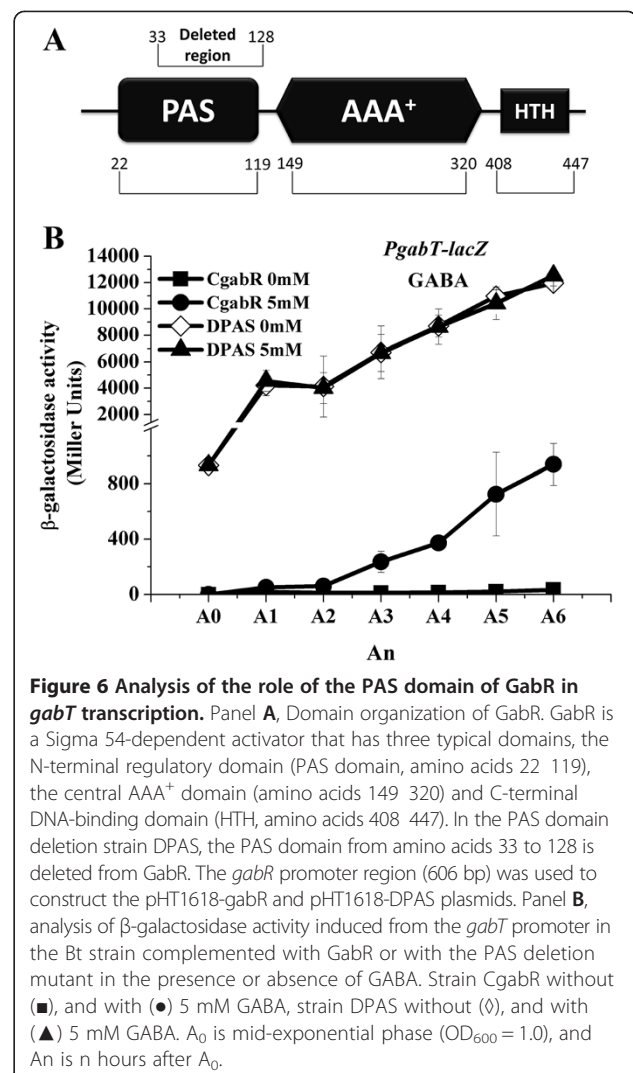 A
33 Deleted 128
region
PAS AAA+ HTH
22 119 149 320 408 447
B
PgabT-lacZ
GABA
CgabR 0mM
CgabR 5mM
DPAS 0mM
DPAS 5mM
14000
12000
10000
8000
6000
4000
2000
800
400
0
β-galactosidase activity
(Miller Units)
A0 A1 A2 A3 A4 A5 A6
An
Figure 6 Analysis of the role of the PAS domain of GabR in
gabT transcription. Panel A, Domain organization of GabR. GabR is
a Sigma 54-dependent activator that has three typical domains, the
N-terminal regulatory domain (PAS domain, amino acids 22 119),
the central AAA+ domain (amino acids 149 320) and C-terminal
DNA-binding domain (HTH, amino acids 408 447). In the PAS domain
deletion strain DPAS, the PAS domain from amino acids 33 to 128 is
deleted from GabR. The gabR promoter region (606 bp) was used to
construct the pHT1618-gabR and pHT1618-DPAS plasmids. Panel B,
analysis of β-galactosidase activity induced from the gabT promoter in
the Bt strain complemented with GabR or with the PAS deletion
mutant in the presence or absence of GABA. Strain CgabR without
(■), and with (●) 5 mM GABA, strain DPAS without (◊), and with
(▲) 5 mM GABA. A0 is mid-exponential phase (OD600 = 1.0), and
An is n hours after A0.